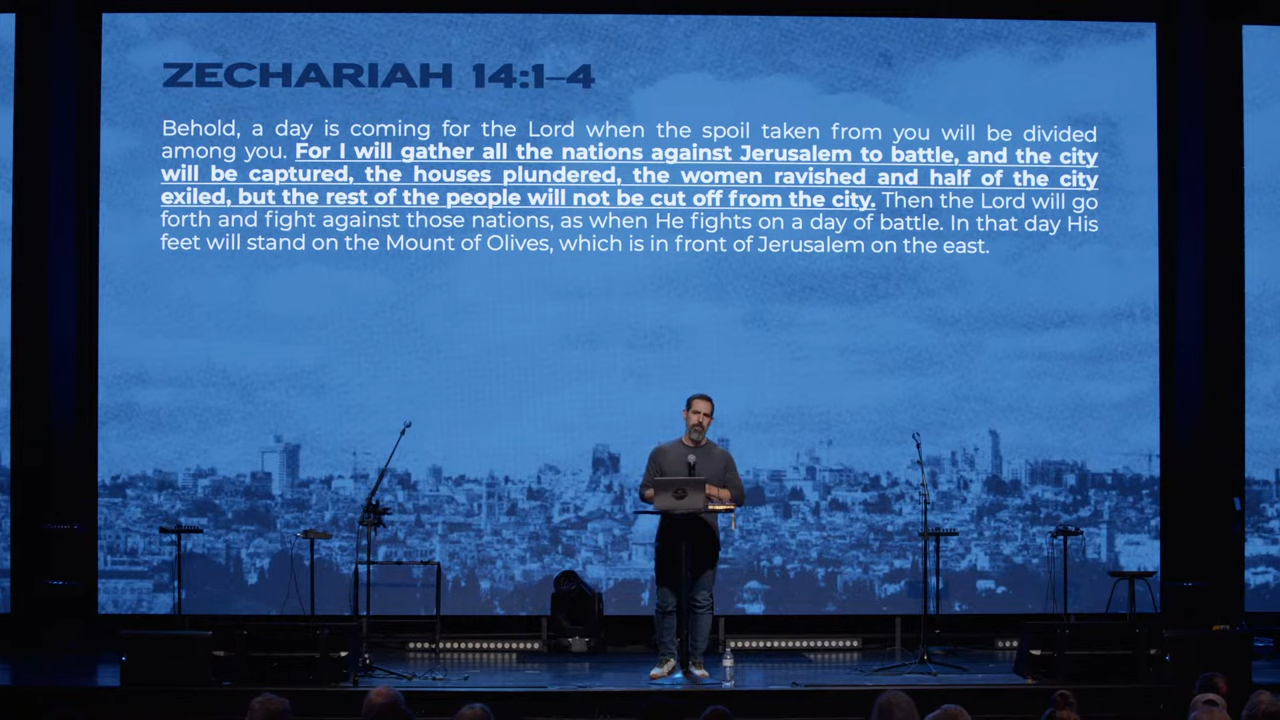 ZECHARIAH 14:1–4
Behold, a day is coming for the Lord when the spoil taken from you will be divided
among you. For I will gather all the nations against Jerusalem to battle, and the city
will be captured, the houses plundered, the women ravished and half of the city
exiled, but the rest of the people will not be cut off from the city. Then the Lord will go
forth and fight against those nations, as when He fights on a day of battle. In that day His
feet will stand on the Mount of Olives, which is in front of Jerusalem on the east.